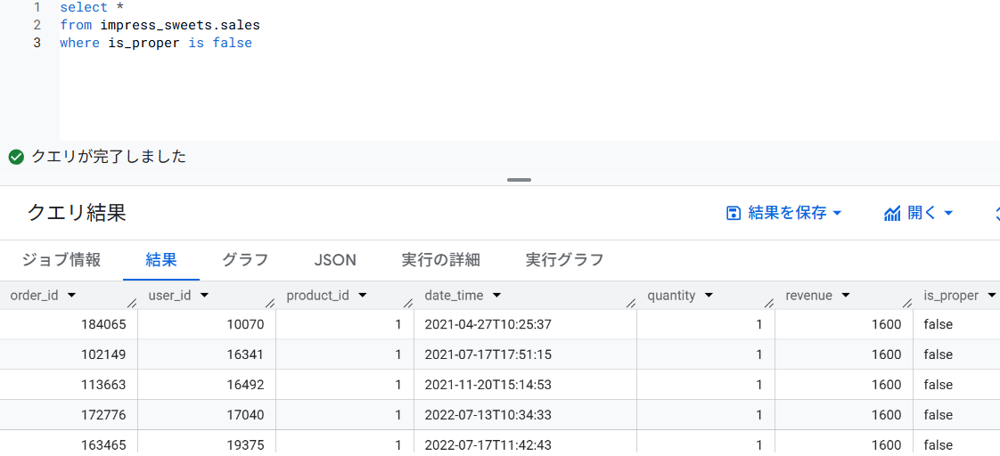 1 select *
2 from impress_sweets.sales
3 where is_proper is false
クエリが完了しました
クエリ結果 結果を保存 開く
ジョブ情報 結果 グラフ JSON 実行の詳細 実行グラフ
order_id user_id product_id date_time quantity revenue is_proper
184065 10070 1 2021-04-27T10:25:37 1 1600 false
102149 16341 1 2021-07-17T17:51:15 1 1600 false
113663 16492 1 2021-11-20T15:14:53 1 1600 false
172776 17040 1 2022-07-13T10:34:33 1 1600 false
163465 19375 1 2022-07-17T11:42:43 1 1600 false